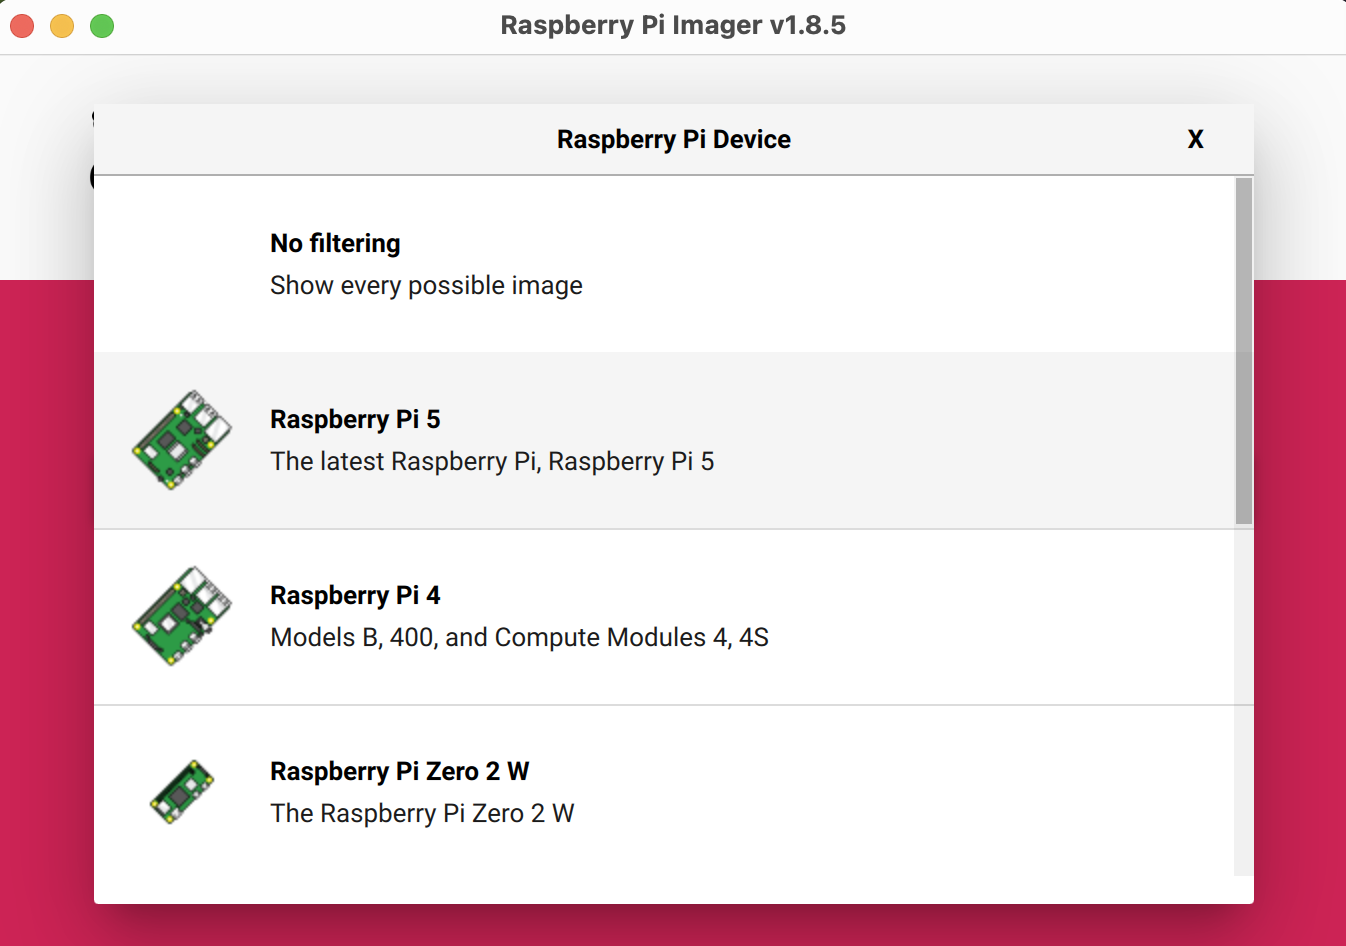 Raspberry Pi Imager v1.8.5
Raspberry Pi Device
X
No filtering
Show every possible image
Raspberry Pi 5
The latest Raspberry Pi, Raspberry Pi 5
Raspberry Pi 4
Models B, 400, and Compute Modules 4, 4S
Raspberry Pi Zero 2 W
The Raspberry Pi Zero 2 W